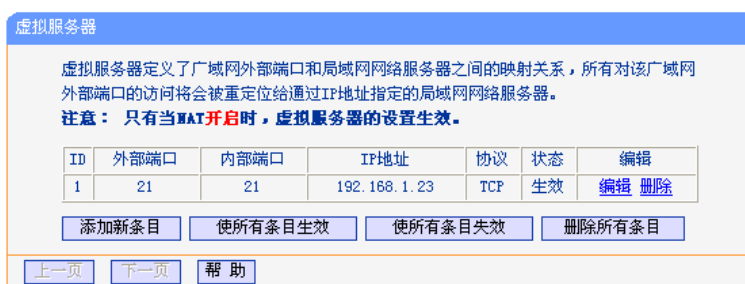 虚拟服务器
虚拟服务器定义了广域网外部端口和局域网网络服务器之间的映射关系，所有对该广域网
外部端口的访问将会被重定位给通过IP地址指定的局域网网络服务器。
注意： 只有当NAT开启时，虚拟服务器的设置生效。
ID 外部端口 内部端口 IP地址 协议 状态 编辑
1 21 21 192.168.1.23 TCP 生效 编辑 删除
添加新条目 使所有条目生效 使所有条目失效 删除所有条目
上一页 下一页 帮 助